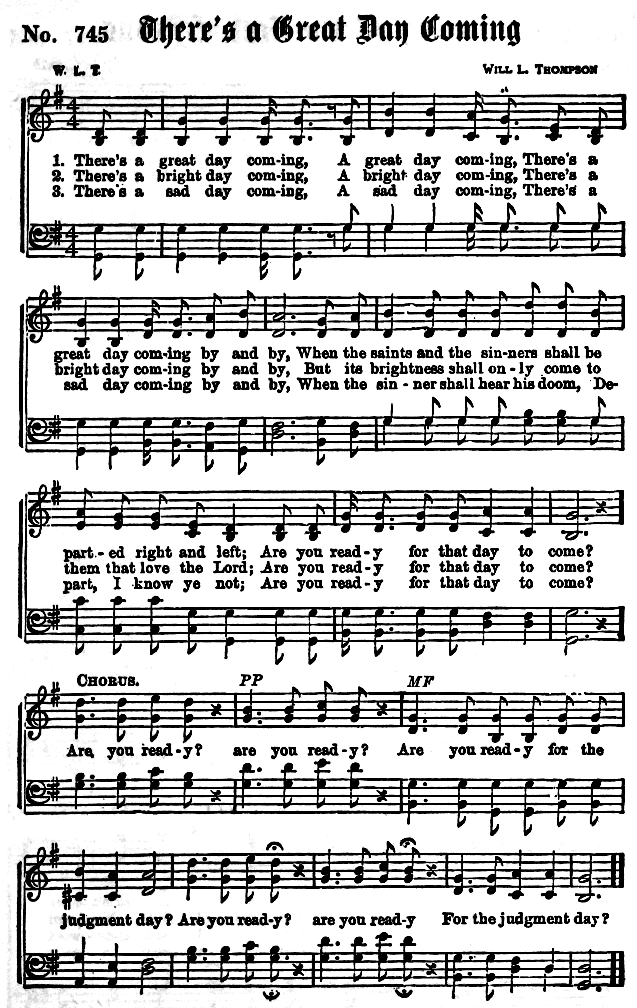 No. 745 There's a Great Day Coming
W. L. T. WILL L. THOMPSON
1. There's a great day com-ing, A great day com-ing, There's a
2. There's a bright day com-ing, A bright day com-ing, There's a
3. There's a sad day com-ing, A sad day com-ing, There's a
great day com-ing by and by, When the saints and the sin-ners shall be
bright day com-ing by and by, But its brightness shall on-ly come to
sad day com-ing by and by, When the sin-ner shall hear his doom, De-
part-ed right and left; Are you read-y for that day to come?
them that love the Lord; Are you read-y for that day to come?
part, I know ye not; Are you read-y for that day to come?
CHORUS. PP MF
Are you read-y? are you read-y? Are you read-y for the
judgment day? Are you read-y? are you read-y For the judgment day?